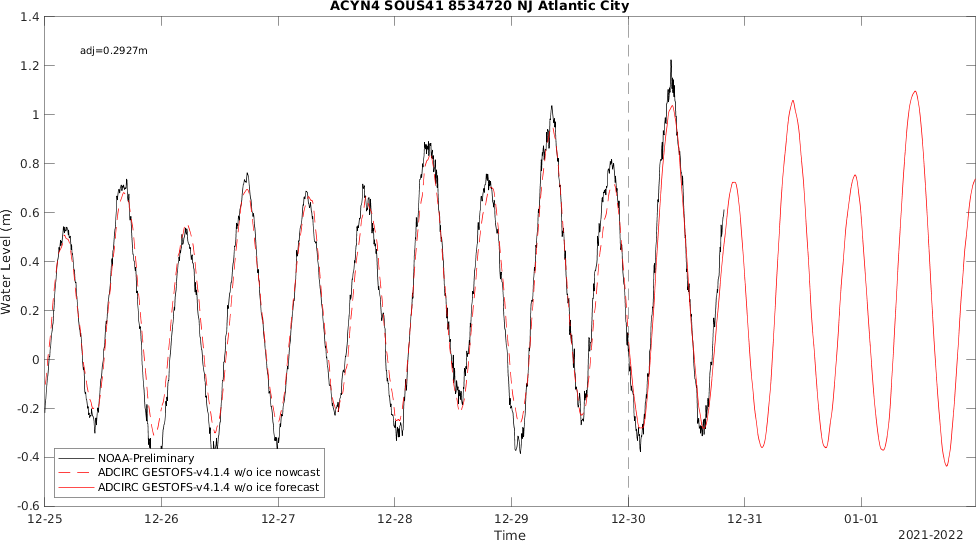 ACYN4 SOUS41 8534720 NJ Atlantic City
1.4
adj=0.2927m
1.2
1
0.8
0.6
0.4
0.2
0
-0.2
-0.4
-0.6
Water Level (m)
NOAA-Preliminary
ADCIRC GESTOFS-v4.1.4 w/o ice nowcast
ADCIRC GESTOFS-v4.1.4 w/o ice forecast
12-25 12-26 12-27 12-28 12-29 12-30 12-31 01-01
Time
2021-2022